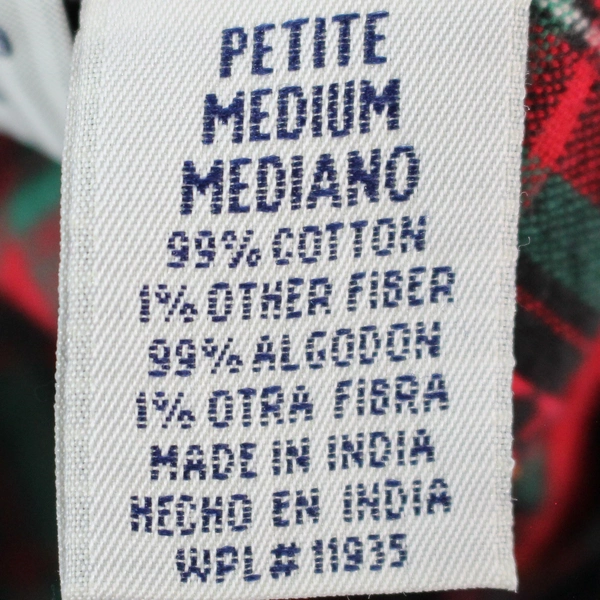 PETITE
MEDIUM
MEDIANO
99% COTTON
1% OTHER FIBER
99% ALGODON
1% OTRA FIBRA
MADE IN INDIA
HECHO EN INDIA
WPL # 11935